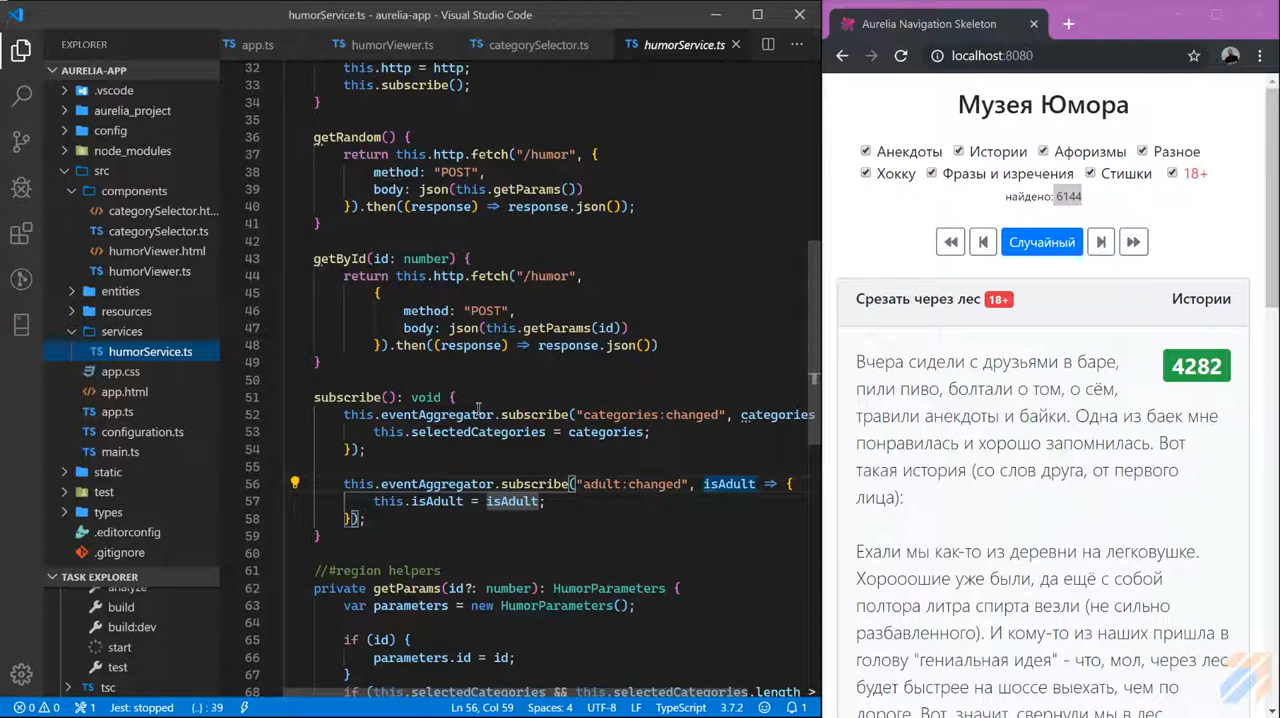 humorService.ts - aurelia-app - Visual Studio Code
EXPLORER
AURELIA-APP
.vscode
aurelia_project
config
node_modules
src
components
categorySelector.ht...
categorySelector.ts
humorViewer.html
humorViewer.ts
entities
resources
services
humorService.ts
app.css
app.html
app.ts
configuration.ts
main.ts
static
test
types
.editorconfig
.gitignore
TASK EXPLORER
analyze
build
build:dev
start
test
tsc
app.ts
humorViewer.ts
categorySelector.ts
humorService.ts
32 this.http = http;
33 this.subscribe();
34 }
35
36 getRandom() {
37 return this.http.fetch("/humor", {
38 method: "POST",
39 body: json(this.getParams())
40 }).then((response) => response.json());
41 }
42
43 getById(id: number) {
44 return this.http.fetch("/humor",
45 {
46 method: "POST",
47 body: json(this.getParams(id))
48 }).then((response) => response.json())
49 }
50
51 subscribe(): void {
52 this.eventAggregator.subscribe("categories:changed", categories
53 this.selectedCategories = categories;
54 });
55
56 this.eventAggregator.subscribe("adult:changed", isAdult => {
57 this.isAdult = isAdult;
58 });
59 }
60
61 //#region helpers
62 private getParams(id?: number): HumorParameters {
63 var parameters = new HumorParameters();
64
65 if (id) {
66 parameters.id = id;
67 }
68 if (this.selectedCategories && this.selectedCategories.length >
0 0 1 Jest: stopped {..} : 39 Ln 56, Col 59 Spaces: 4 UTF-8 LF TypeScript 3.7.2 1
Aurelia Navigation Skeleton
localhost:8080
Музея Юмора
Анекдоты Истории Афоризмы Разное
Хокку Фразы и изречения Стишки 18+
найдено: 6144
Случайный
Срезать через лес 18+ Истории
4282
Вчера сидели с друзьями в баре,
пили пиво, болтали о том, о сём,
травили анекдоты и байки. Одна из баек мне
понравилась и хорошо запомнилась. Вот
такая история (со слов друга, от первого
лица):
Ехали мы как-то из деревни на легковушке.
Хорооошие уже были, да ещё с собой
полтора литра спирта везли (не сильно
разбавленного). И кому-то из наших пришла в
голову "гениальная идея" - что, мол, через лес
будет быстрее на шоссе выехать, чем по
дороге. Вот, значит, свернули мы в лес